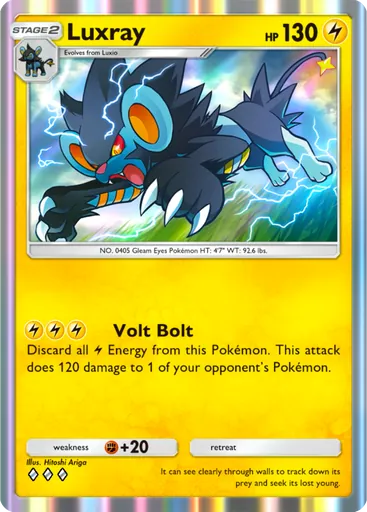 STAGE2 Luxray HP 130
Evolves from Luxio
NO. 0405 Gleam Eyes Pokémon HT: 4'7" WT: 92.6 lbs.
Volt Bolt
Discard all Energy from this Pokémon. This attack
does 120 damage to 1 of your opponent's Pokémon.
weakness +20 retreat
Illus. Hitoshi Ariga
It can see clearly through walls to track down its
prey and seek its lost young.